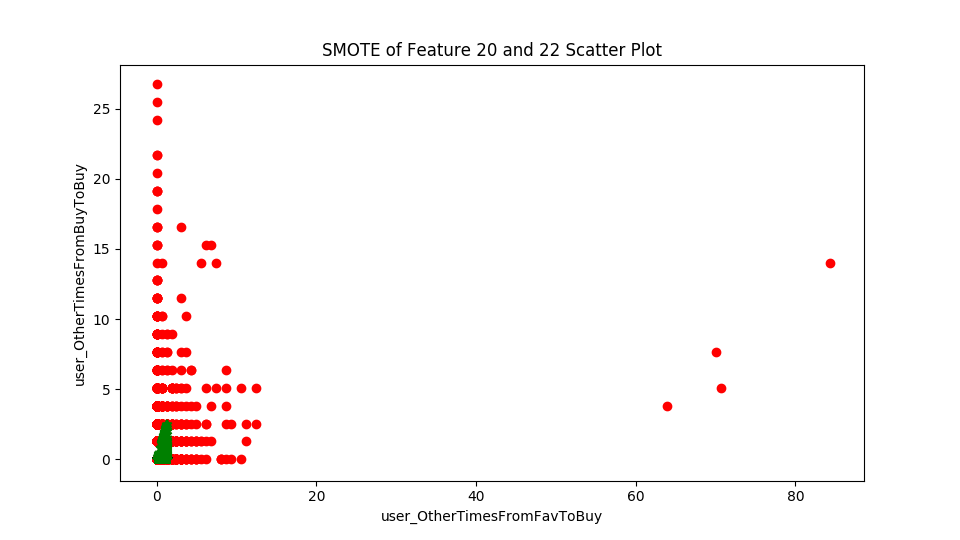 SMOTE of Feature 20 and 22 Scatter Plot
user_OtherTimesFromBuyToBuy
25
20
15
10
5
0
0 20 40 60 80
user_OtherTimesFromFavToBuy